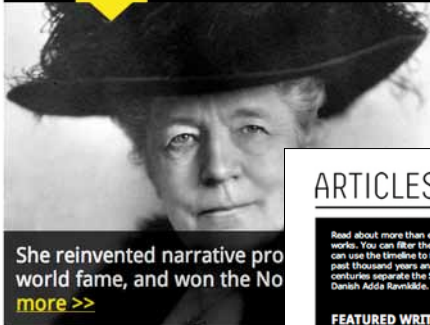 She reinvented narrative pro
world fame, and won the No
more >>
ARTICLES
Read about more than e
works. You can filter the
can use the timeline to
past thousand years an
centuries separate the S
Danish Adda Ravnkilde.
FEATURED WRIT